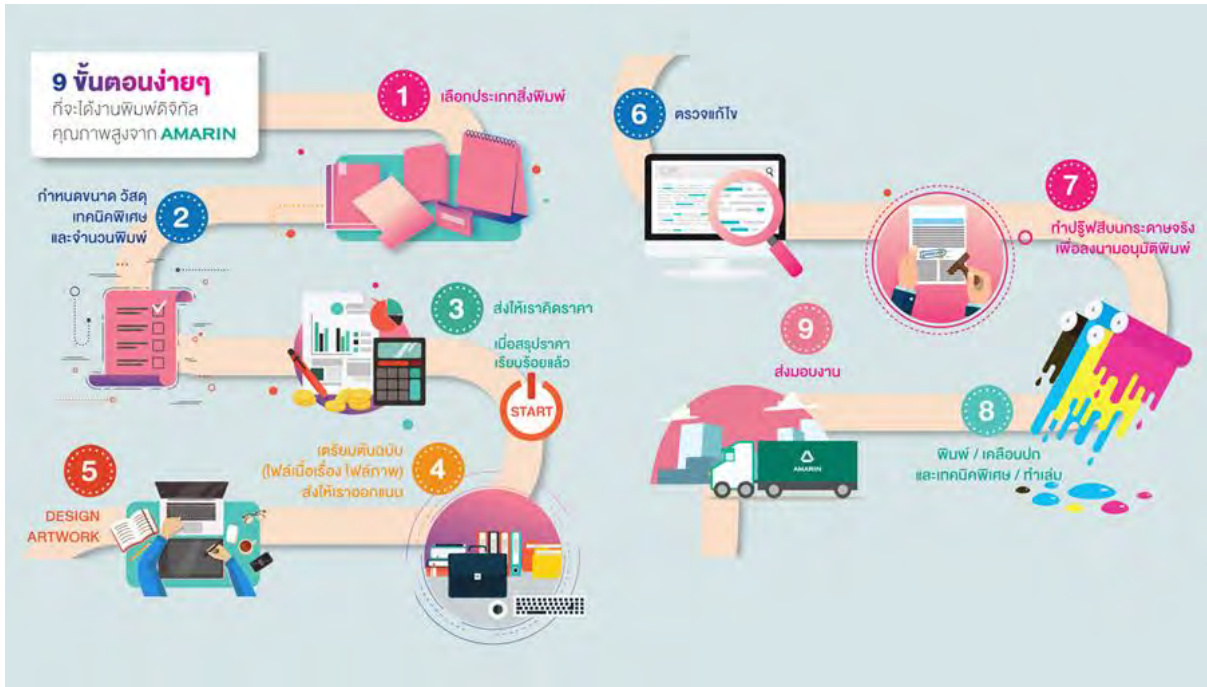 9 ขั้นตอนง่ายๆ
ที่จะได้งานพิมพ์ดิจิทัล
คุณภาพสูงจาก AMARIN
1
เลือกประเภทสิ่งพิมพ์
กำหนดขนาด วัสดุ
เทคนิคพิเศษ
และจำนวนพิมพ์
2
3
ส่งให้เราคิดราคา
เมื่อสรุปราคา
เรียบร้อยแล้ว
START
เตรียมต้นฉบับ
(ไฟล์เนื้อเรื่อง ไฟล์ภาพ)
ส่งให้เราออกแบบ
4
5
DESIGN
ARTWORK
6
ตรวจแก้ไข
7
ทำปรู๊ฟสีบนกระดาษจริง
เพื่อลงนามอนุมัติพิมพ์
8
พิมพ์ / เคลือบปก
และเทคนิคพิเศษ / ทำเล่ม
9
ส่งมอบงาน
AMARIN